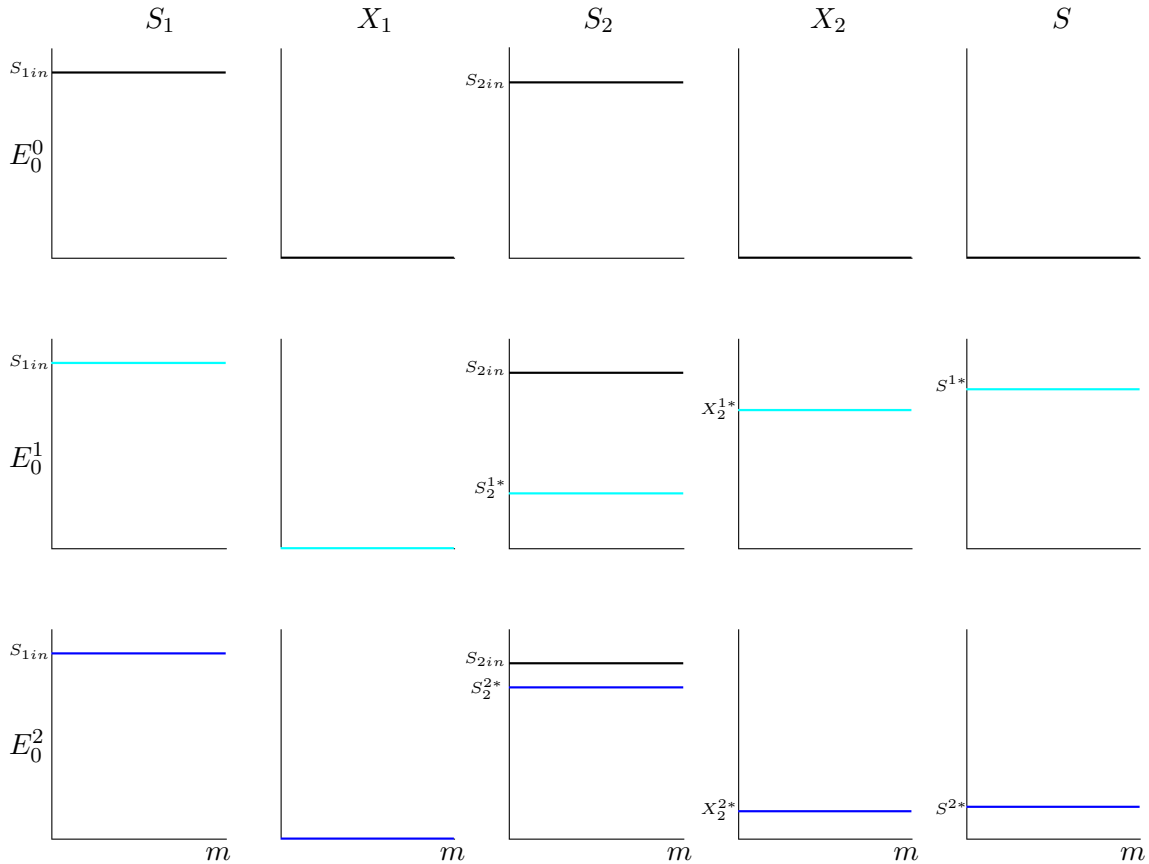 S₁ X₁ S₂ X₂ S
S₁ᵢₙ S₂ᵢₙ
E₀⁰
S₁ᵢₙ S₂ᵢₙ X₂¹* S¹*
E₀¹ S₂¹*
S₁ᵢₙ S₂ᵢₙ
S₂²*
E₀²
X₂²* S²*
m m m m m